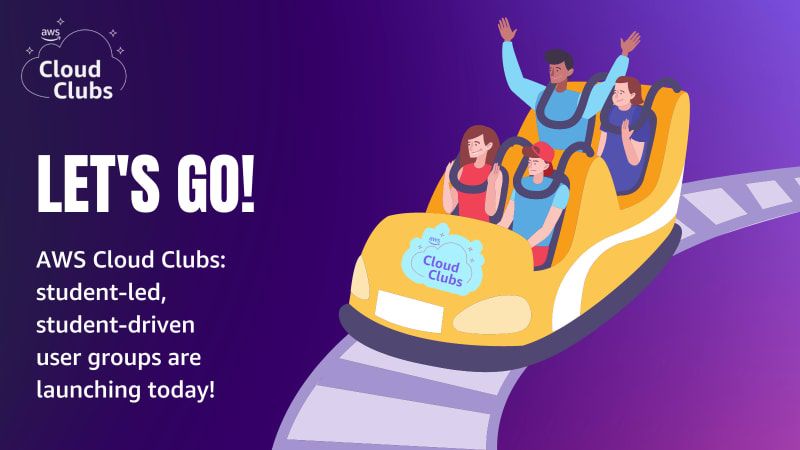 aws
Cloud
Clubs
LET'S GO!
AWS Cloud Clubs:
student-led,
student-driven
user groups are
launching today!
aws
Cloud
Clubs